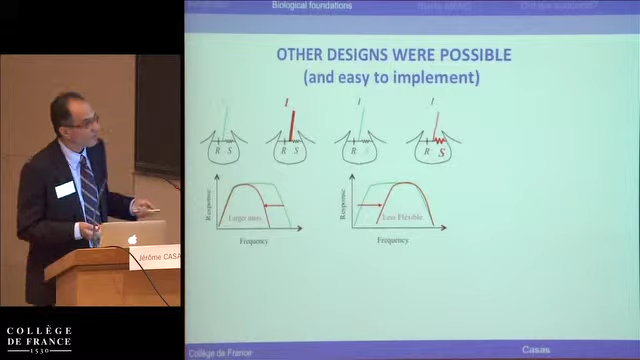 Biological foundations
OTHER DESIGNS WERE POSSIBLE
(and easy to implement)
I
I
I
R
S
R
S
R
R
S
Response
Larger mass
Frequency
Response
Less Flexible
Frequency
Jérôme CASA
COLLÈGE
DE FRANCE
1530
Collège de France
Casas